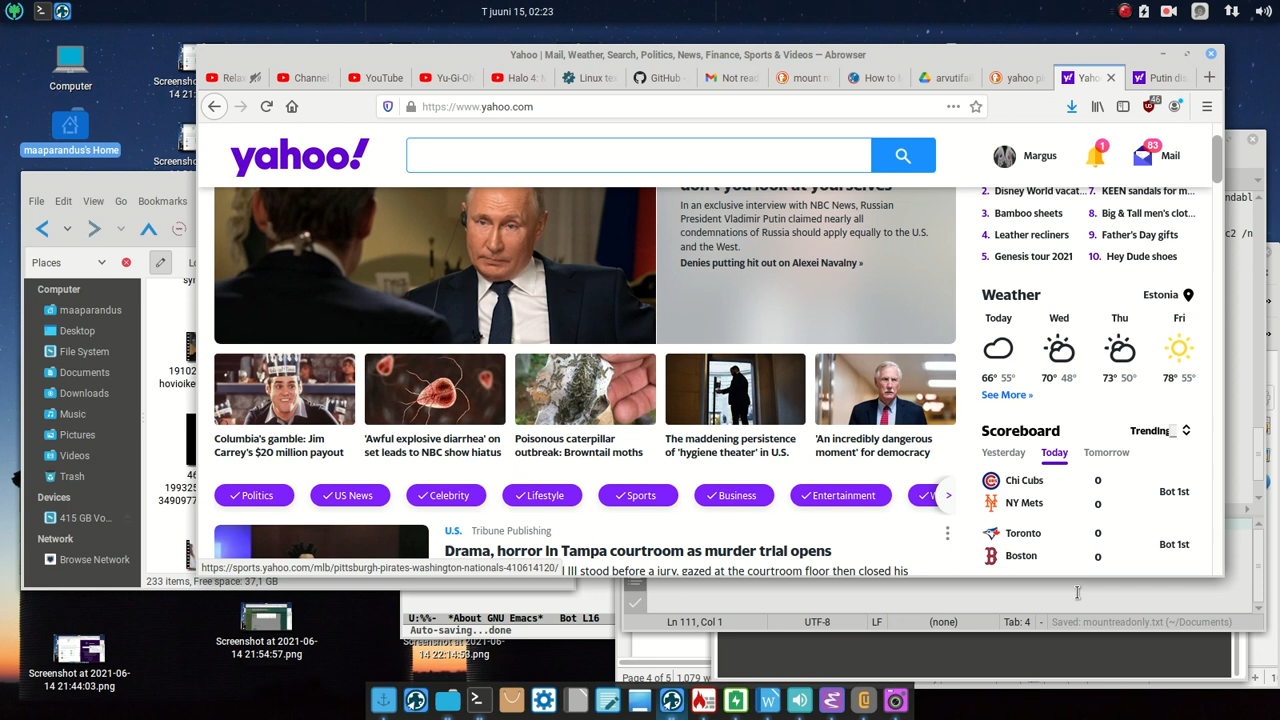 T juuni 15, 02:23
Computer
maaparandus's Home
Yahoo | Mail, Weather, Search, Politics, News, Finance, Sports & Videos — Abrowser
Relax
Channel
YouTube
Yu-Gi-Oh
Halo 4:
Linux te
GitHub
Not rea
mount n
How to
arvutifai
yahoo p
Yaho
Putin di
https://www.yahoo.com
46
yahoo!
Margus
1
83
Mail
don't you look at yourselves
In an exclusive interview with NBC News, Russian
President Vladimir Putin claimed nearly all
condemnations of Russia should apply equally to the U.S.
and the West.
Denies putting hit out on Alexei Navalny »
2. Disney World vacat...
7. KEEN sandals for m...
3. Bamboo sheets
8. Big & Tall men's clot...
4. Leather recliners
9. Father's Day gifts
5. Genesis tour 2021
10. Hey Dude shoes
Weather
Estonia
Today
Wed
Thu
Fri
66° 55°
70° 48°
73° 50°
78° 55°
See More »
Columbia's gamble: Jim
Carrey's $20 million payout
'Awful explosive diarrhea' on
set leads to NBC show hiatus
Poisonous caterpillar
outbreak: Browntail moths
The maddening persistence
of 'hygiene theater' in U.S.
'An incredibly dangerous
moment' for democracy
Scoreboard
Trending
Yesterday
Today
Tomorrow
Chi Cubs 0
NY Mets 0
Bot 1st
Toronto 0
Boston 0
Bot 1st
Politics
US News
Celebrity
Lifestyle
Sports
Business
Entertainment
U.S. Tribune Publishing
Drama, horror in Tampa courtroom as murder trial opens
III stood before a jury, gazed at the courtroom floor then closed his
https://sports.yahoo.com/mlb/pittsburgh-pirates-washington-nationals-410614120/
File Edit View Go Bookmarks
Places
Computer
maaparandus
Desktop
File System
Documents
Downloads
Music
Pictures
Videos
Trash
Devices
415 GB Vo...
Network
Browse Network
233 items, Free space: 37,1 GB
U:%%- *About GNU Emacs* Bot L16
Auto-saving...done
Ln 111, Col 1
UTF-8
LF
(none)
Tab: 4
-
Saved: mountreadonly.txt (~/Documents)
Page 4 of 5
Screenshot at 2021-06-
14 21:54:57.png
Screenshot at 2021-06-
14 21:44:03.png
14 22:14:53.png